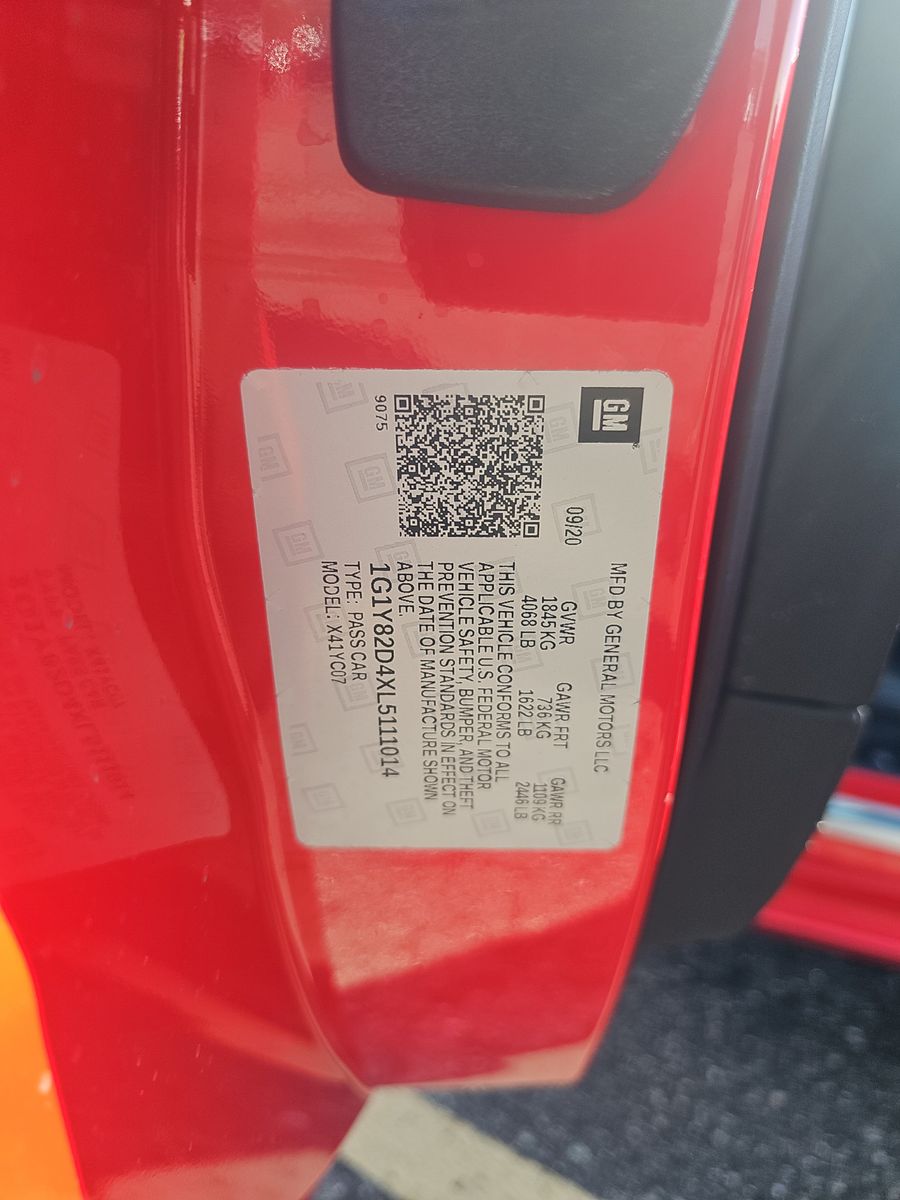 GM
MFD BY GENERAL MOTORS LLC
09/20
GVWR GAWR FRT GAWR RR
1845 KG 736 KG 1109 KG
4068 LB 1622 LB 2446 LB
THIS VEHICLE CONFORMS TO ALL
APPLICABLE U.S. FEDERAL MOTOR
VEHICLE SAFETY, BUMPER, AND THEFT
PREVENTION STANDARDS IN EFFECT ON
THE DATE OF MANUFACTURE SHOWN
ABOVE.
1G1Y82D4XL5111014
TYPE: PASS CAR
MODEL: X41YC07
9075